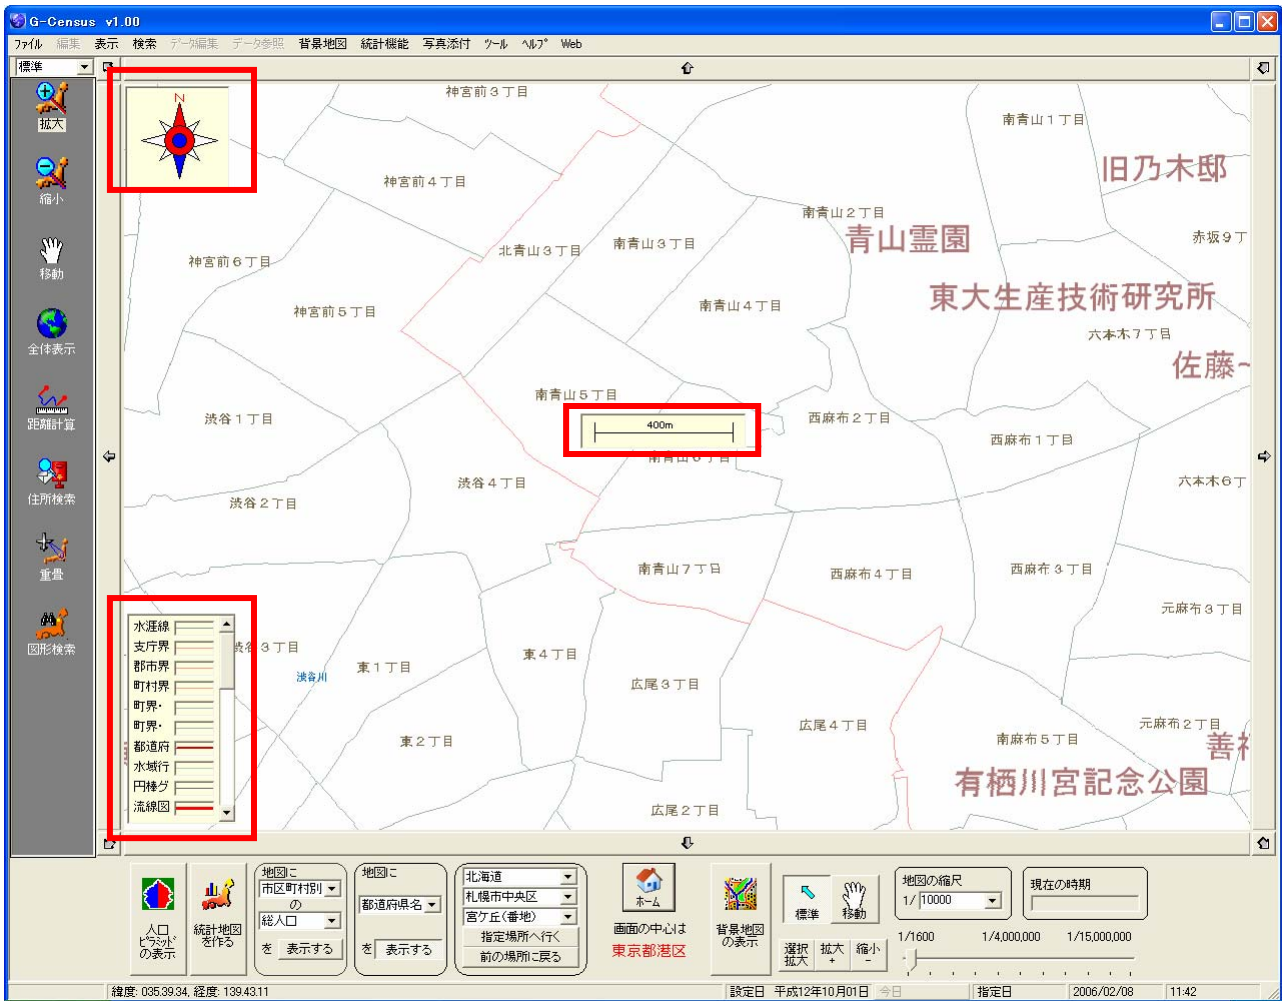 G-Census v1.00
ファイル 編集 表示 検索 データ編集 データ参照 背景地図 統計機能 写真添付 ツール ヘルプ Web
標準
拡大
縮小
移動
全体表示
距離計算
住所検索
重畳
図形検索
N
神宮前3丁目
南青山1丁目
旧乃木邸
神宮前4丁目
南青山2丁目
青山霊園
赤坂9丁
北青山3丁目
南青山3丁目
神宮前6丁目
東大生産技術研究所
神宮前5丁目
南青山4丁目
六本木7丁目
佐藤
南青山5丁目
渋谷1丁目
400m
西麻布2丁目
西麻布1丁目
南青山6丁目
渋谷4丁目
六本木6丁
渋谷2丁目
南青山7丁目
西麻布4丁目
西麻布3丁目
元麻布3丁目
渋谷3丁目
東1丁目
東4丁目
渋谷川
広尾3丁目
広尾4丁目
元麻布2丁目
東2丁目
南麻布5丁目
善福
有栖川宮記念公園
広尾2丁目
水涯線
支庁界
郡市界
町村界
町界・
町界・
都道府
水域行
円棒グ
流線図
人口
ピラミッド
の表示
統計地図
を作る
地図に
市区町村別
の
総人口
を 表示する
地図に
都道府県名
を 表示する
北海道
札幌市中央区
宮ケ丘(番地)
指定場所へ行く
前の場所に戻る
ホーム
画面の中心は
東京都港区
背景地図
の表示
標準
移動
選択
拡大
拡大
+
縮小
-
地図の縮尺
1/ 10000
現在の時期
1/1600 1/4,000,000 1/15,000,000
緯度: 035.39.34, 経度: 139.43.11
設定日 平成12年10月01日 今日 指定日 2006/02/08 11:42